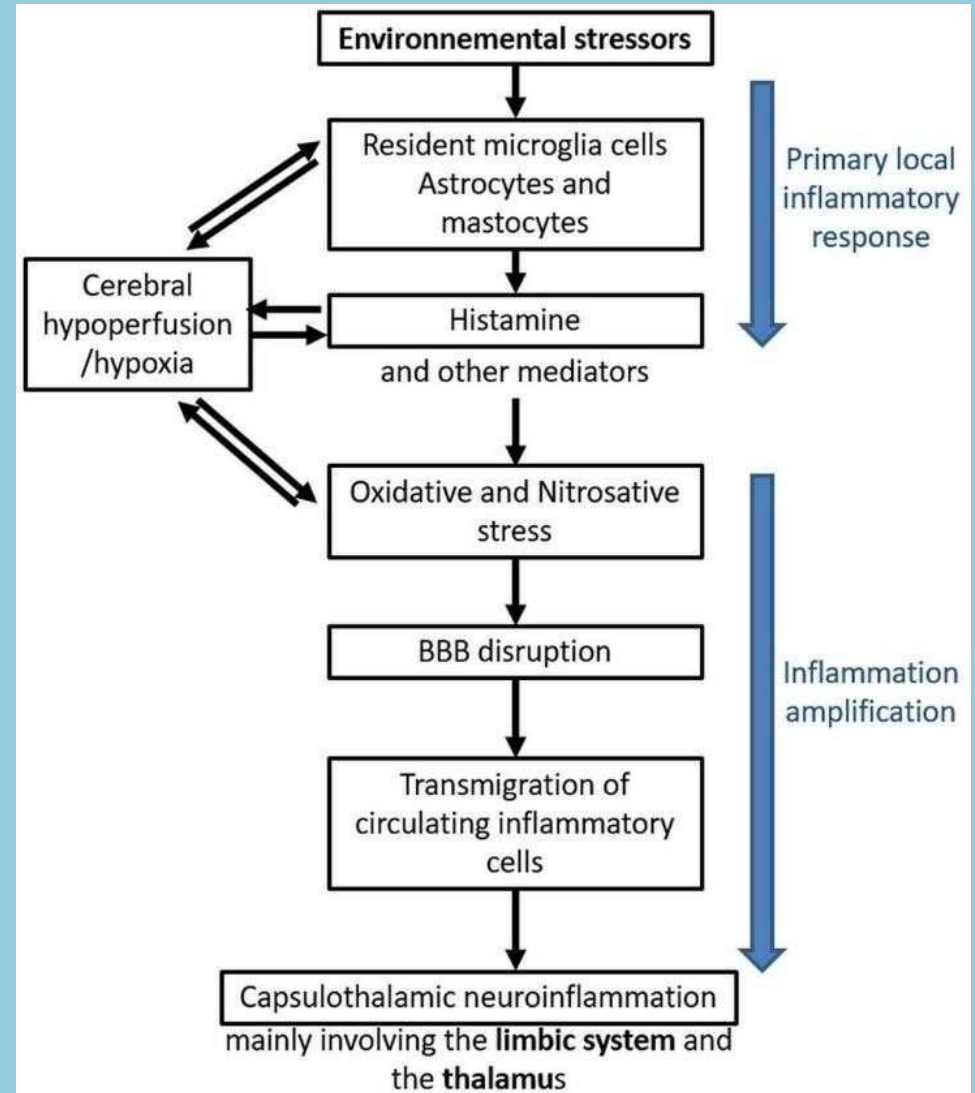 Environnemental stressors
Resident microglia cells
Astrocytes and
mastocytes
Primary local
inflammatory
response
Cerebral
hypoperfusion
/hypoxia
Histamine
and other mediators
Oxidative and Nitrosative
stress
BBB disruption
Inflammation
amplification
Transmigration of
circulating inflammatory
cells
Capsulothalamic neuroinflammation
mainly involving the limbic system and
the thalamus